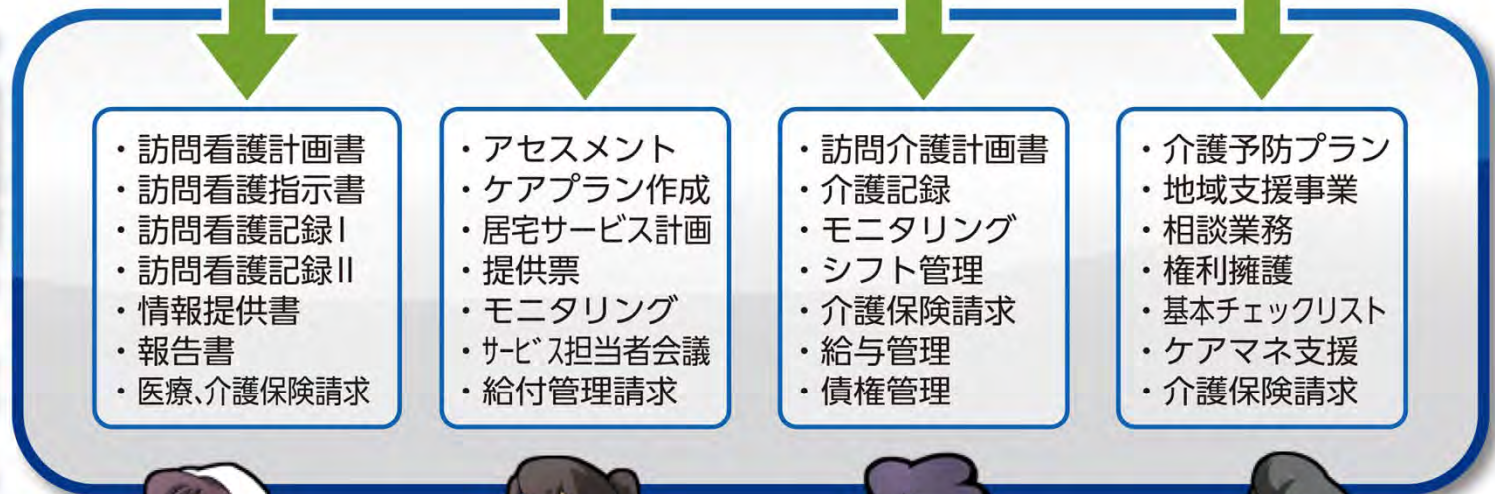 ・訪問看護計画書
・訪問看護指示書
・訪問看護記録Ⅰ
・訪問看護記録Ⅱ
・情報提供書
・報告書
・医療、介護保険請求
・アセスメント
・ケアプラン作成
・居宅サービス計画
・提供票
・モニタリング
・ｻｰﾋﾞｽ担当者会議
・給付管理請求
・訪問介護計画書
・介護記録
・モニタリング
・シフト管理
・介護保険請求
・給与管理
・債権管理
・介護予防プラン
・地域支援事業
・相談業務
・権利擁護
・基本チェックリスト
・ケアマネ支援
・介護保険請求